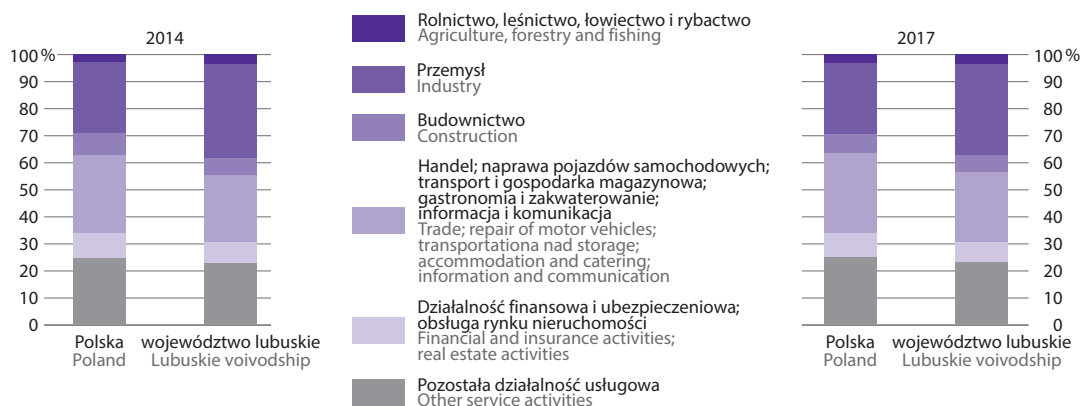 2014
100 %
90
80
70
60
50
40
30
20
10
0
Polska
Poland
województwo lubuskie
Lubuskie voivodship
Rolnictwo, leśnictwo, łowiectwo i rybactwo
Agriculture, forestry and fishing
Przemysł
Industry
Budownictwo
Construction
Handel; naprawa pojazdów samochodowych;
transport i gospodarka magazynowa;
gastronomia i zakwaterowanie;
informacja i komunikacja
Trade; repair of motor vehicles;
transportationa nad storage;
accommodation and catering;
information and communication
Działalność finansowa i ubezpieczeniowa;
obsługa rynku nieruchomości
Financial and insurance activities;
real estate activities
Pozostała działalność usługowa
Other service activities
2017
100 %
90
80
70
60
50
40
30
20
10
0
Polska
Poland
województwo lubuskie
Lubuskie voivodship